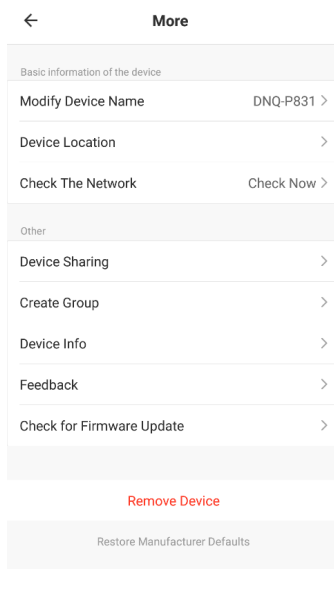 More
Basic information of the device
Modify Device Name DNQ-P831
Device Location
Check The Network Check Now
Other
Device Sharing
Create Group
Device Info
Feedback
Check for Firmware Update
Remove Device
Restore Manufacturer Defaults